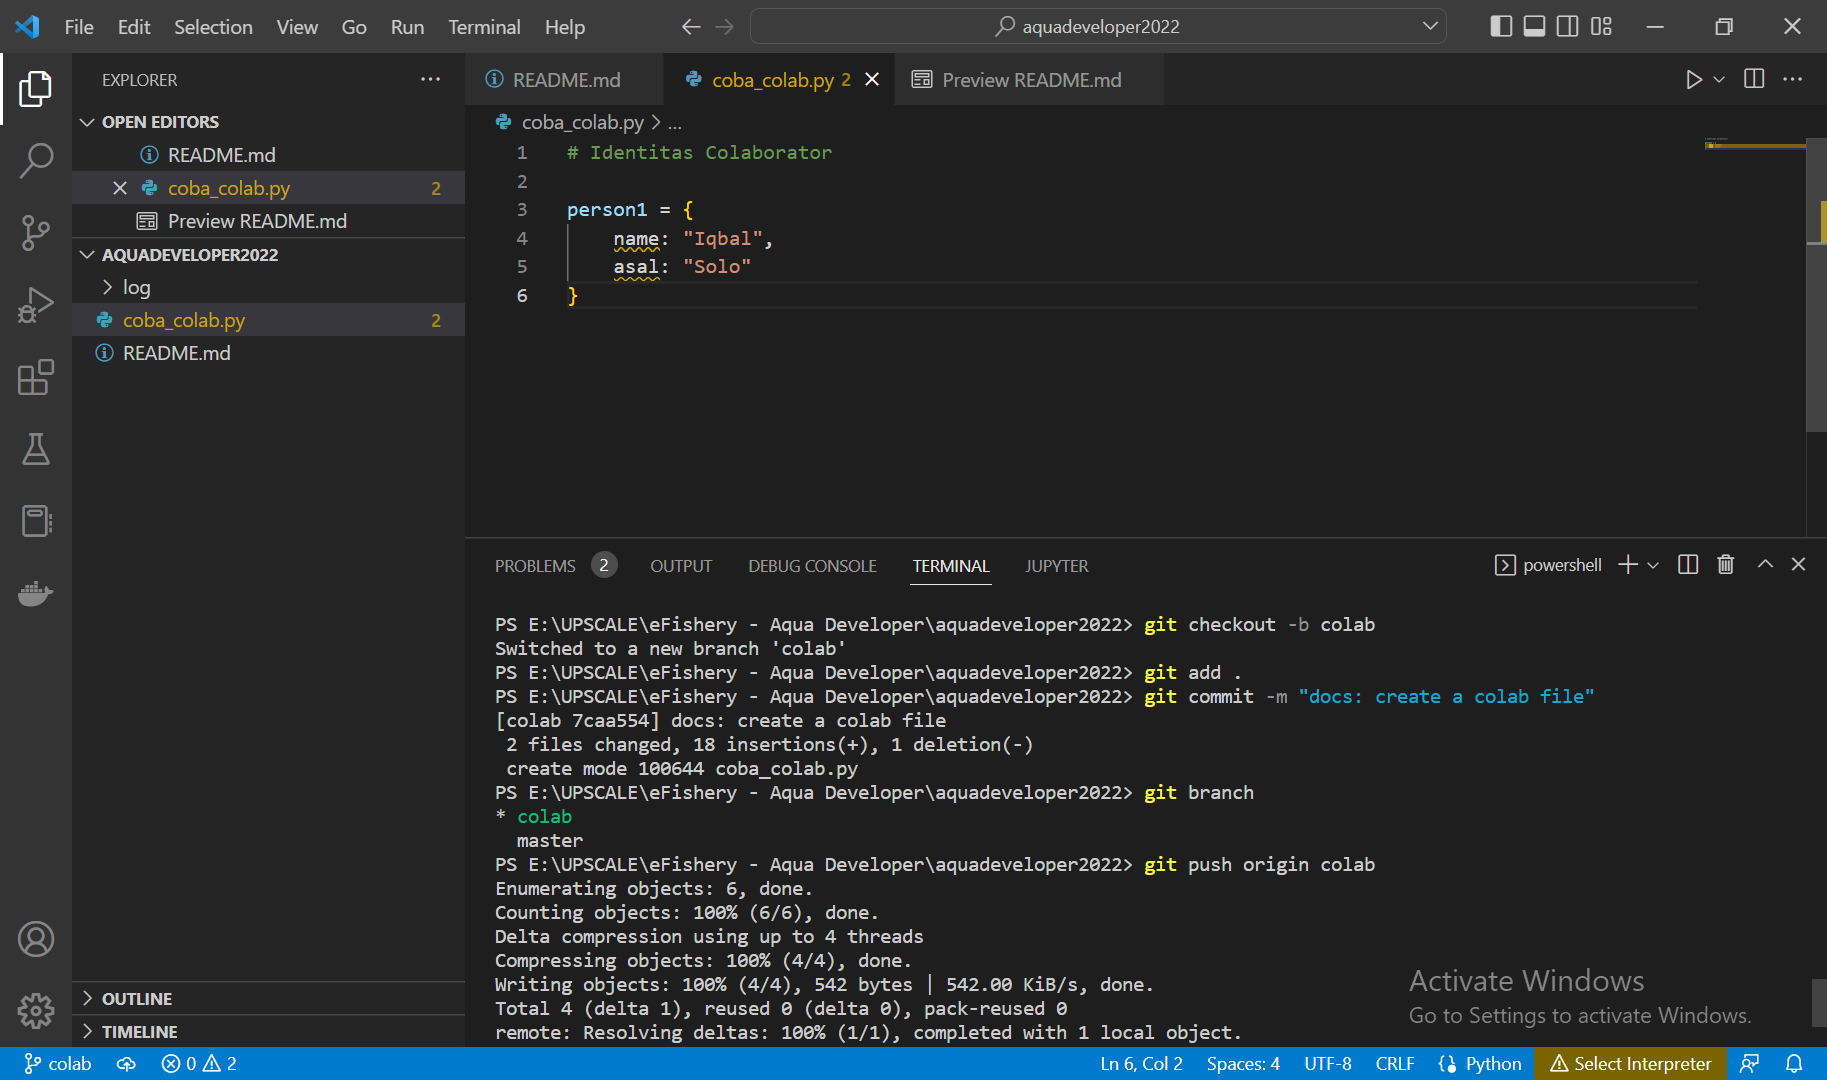 File Edit Selection View Go Run Terminal Help
aquadeveloper2022
EXPLORER
OPEN EDITORS
README.md
coba_colab.py 2
Preview README.md
AQUADEVELOPER2022
log
coba_colab.py 2
README.md
OUTLINE
TIMELINE
README.md coba_colab.py 2 Preview README.md
coba_colab.py > ...
1 # Identitas Colaborator
2
3 person1 = {
4 name: "Iqbal",
5 asal: "Solo"
6 }
PROBLEMS 2 OUTPUT DEBUG CONSOLE TERMINAL JUPYTER powershell
PS E:\UPSCALE\eFishery - Aqua Developer\aquadeveloper2022> git checkout -b colab
Switched to a new branch 'colab'
PS E:\UPSCALE\eFishery - Aqua Developer\aquadeveloper2022> git add .
PS E:\UPSCALE\eFishery - Aqua Developer\aquadeveloper2022> git commit -m "docs: create a colab file"
[colab 7caa554] docs: create a colab file
2 files changed, 18 insertions(+), 1 deletion(-)
create mode 100644 coba_colab.py
PS E:\UPSCALE\eFishery - Aqua Developer\aquadeveloper2022> git branch
* colab
master
PS E:\UPSCALE\eFishery - Aqua Developer\aquadeveloper2022> git push origin colab
Enumerating objects: 6, done.
Counting objects: 100% (6/6), done.
Delta compression using up to 4 threads
Compressing objects: 100% (4/4), done.
Writing objects: 100% (4/4), 542 bytes | 542.00 KiB/s, done.
Total 4 (delta 1), reused 0 (delta 0), pack-reused 0
remote: Resolving deltas: 100% (1/1), completed with 1 local object.
Activate Windows
Go to Settings to activate Windows.
colab 0 2 Ln 6, Col 2 Spaces: 4 UTF-8 CRLF Python Select Interpreter